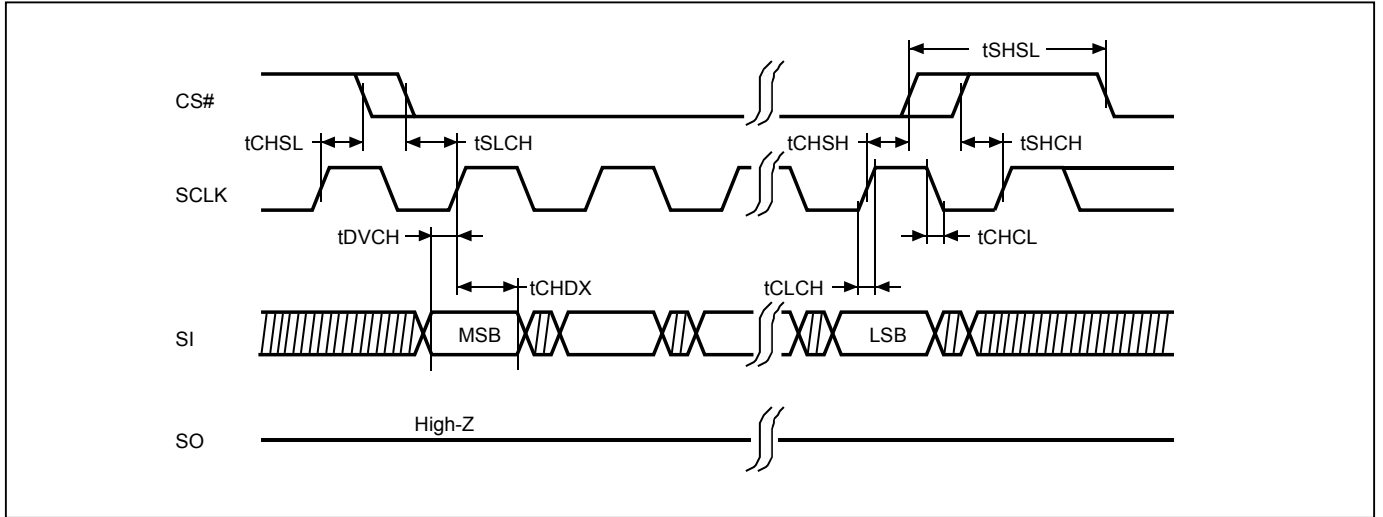 tSHSL
CS#
tCHSL
tSLCH
tCHSH
tSHCH
SCLK
tDVCH
tCHCL
tCHDX
tCLCH
SI
MSB
LSB
High-Z
SO